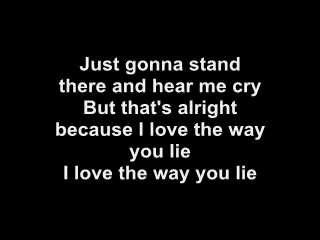 Just gonna stand
there and hear me cry
But that's alright
because I love the way
you lie
I love the way you lie